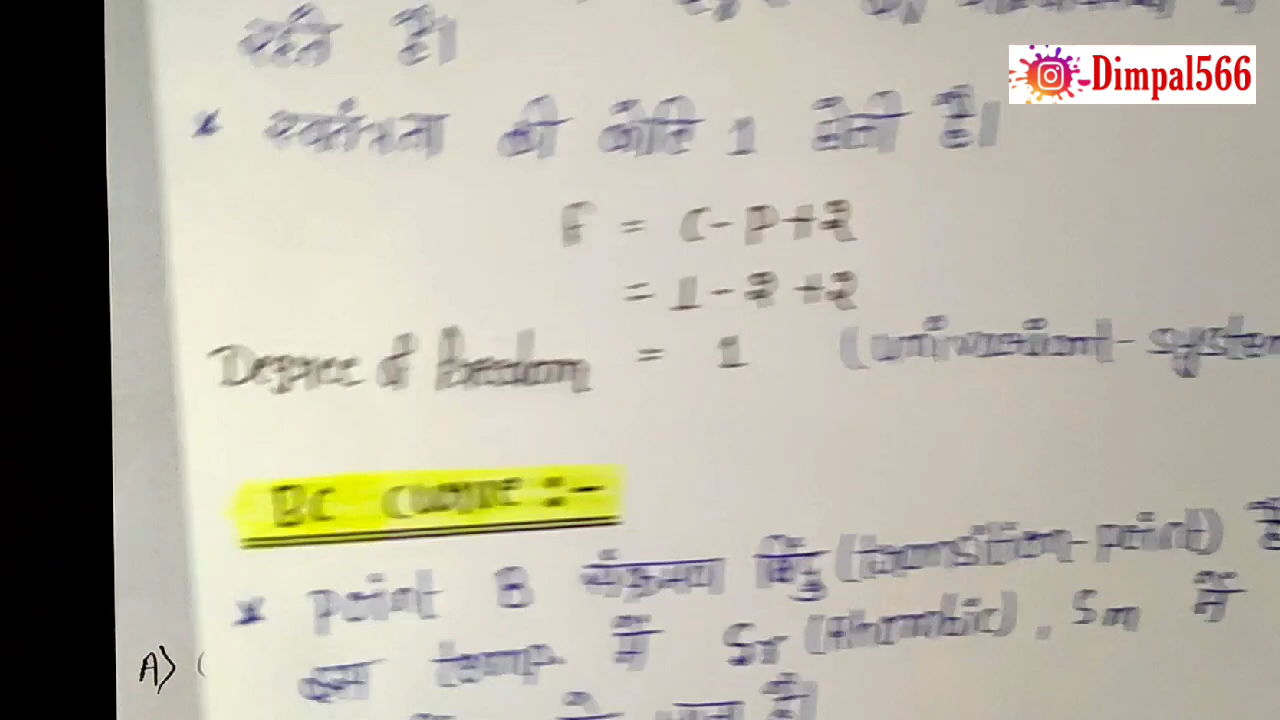 करते हैं।
-Dimpal566
* स्वतंत्रता की कोटि 1 होती है।
F = C-P+2
= 1-2+2
Degree of freedom = 1 (univariant-system
BC curve :-
* Point B संक्रमण बिंदु (transition-point) है
इस temp. में Sr (rhombic), Sm में
A)
जाता है।